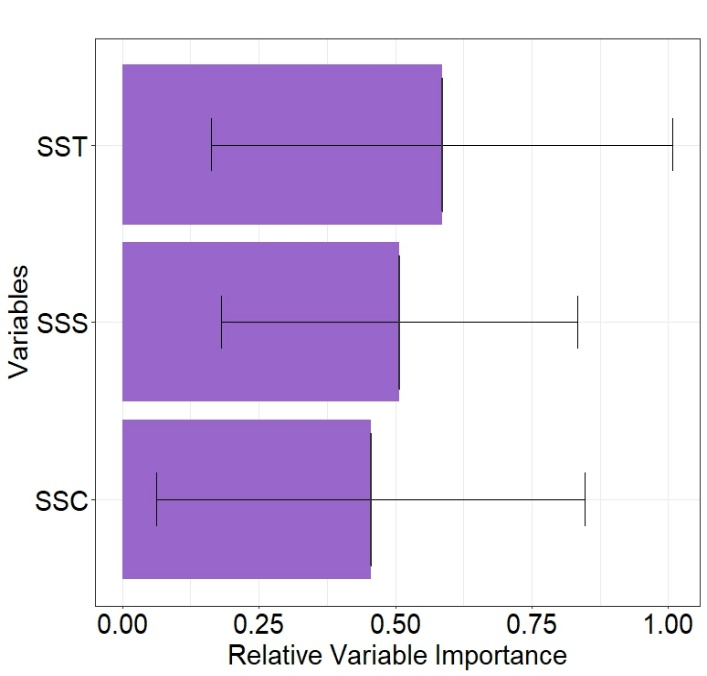 SST
SSS
SSC
Variables
0.00 0.25 0.50 0.75 1.00
Relative Variable Importance